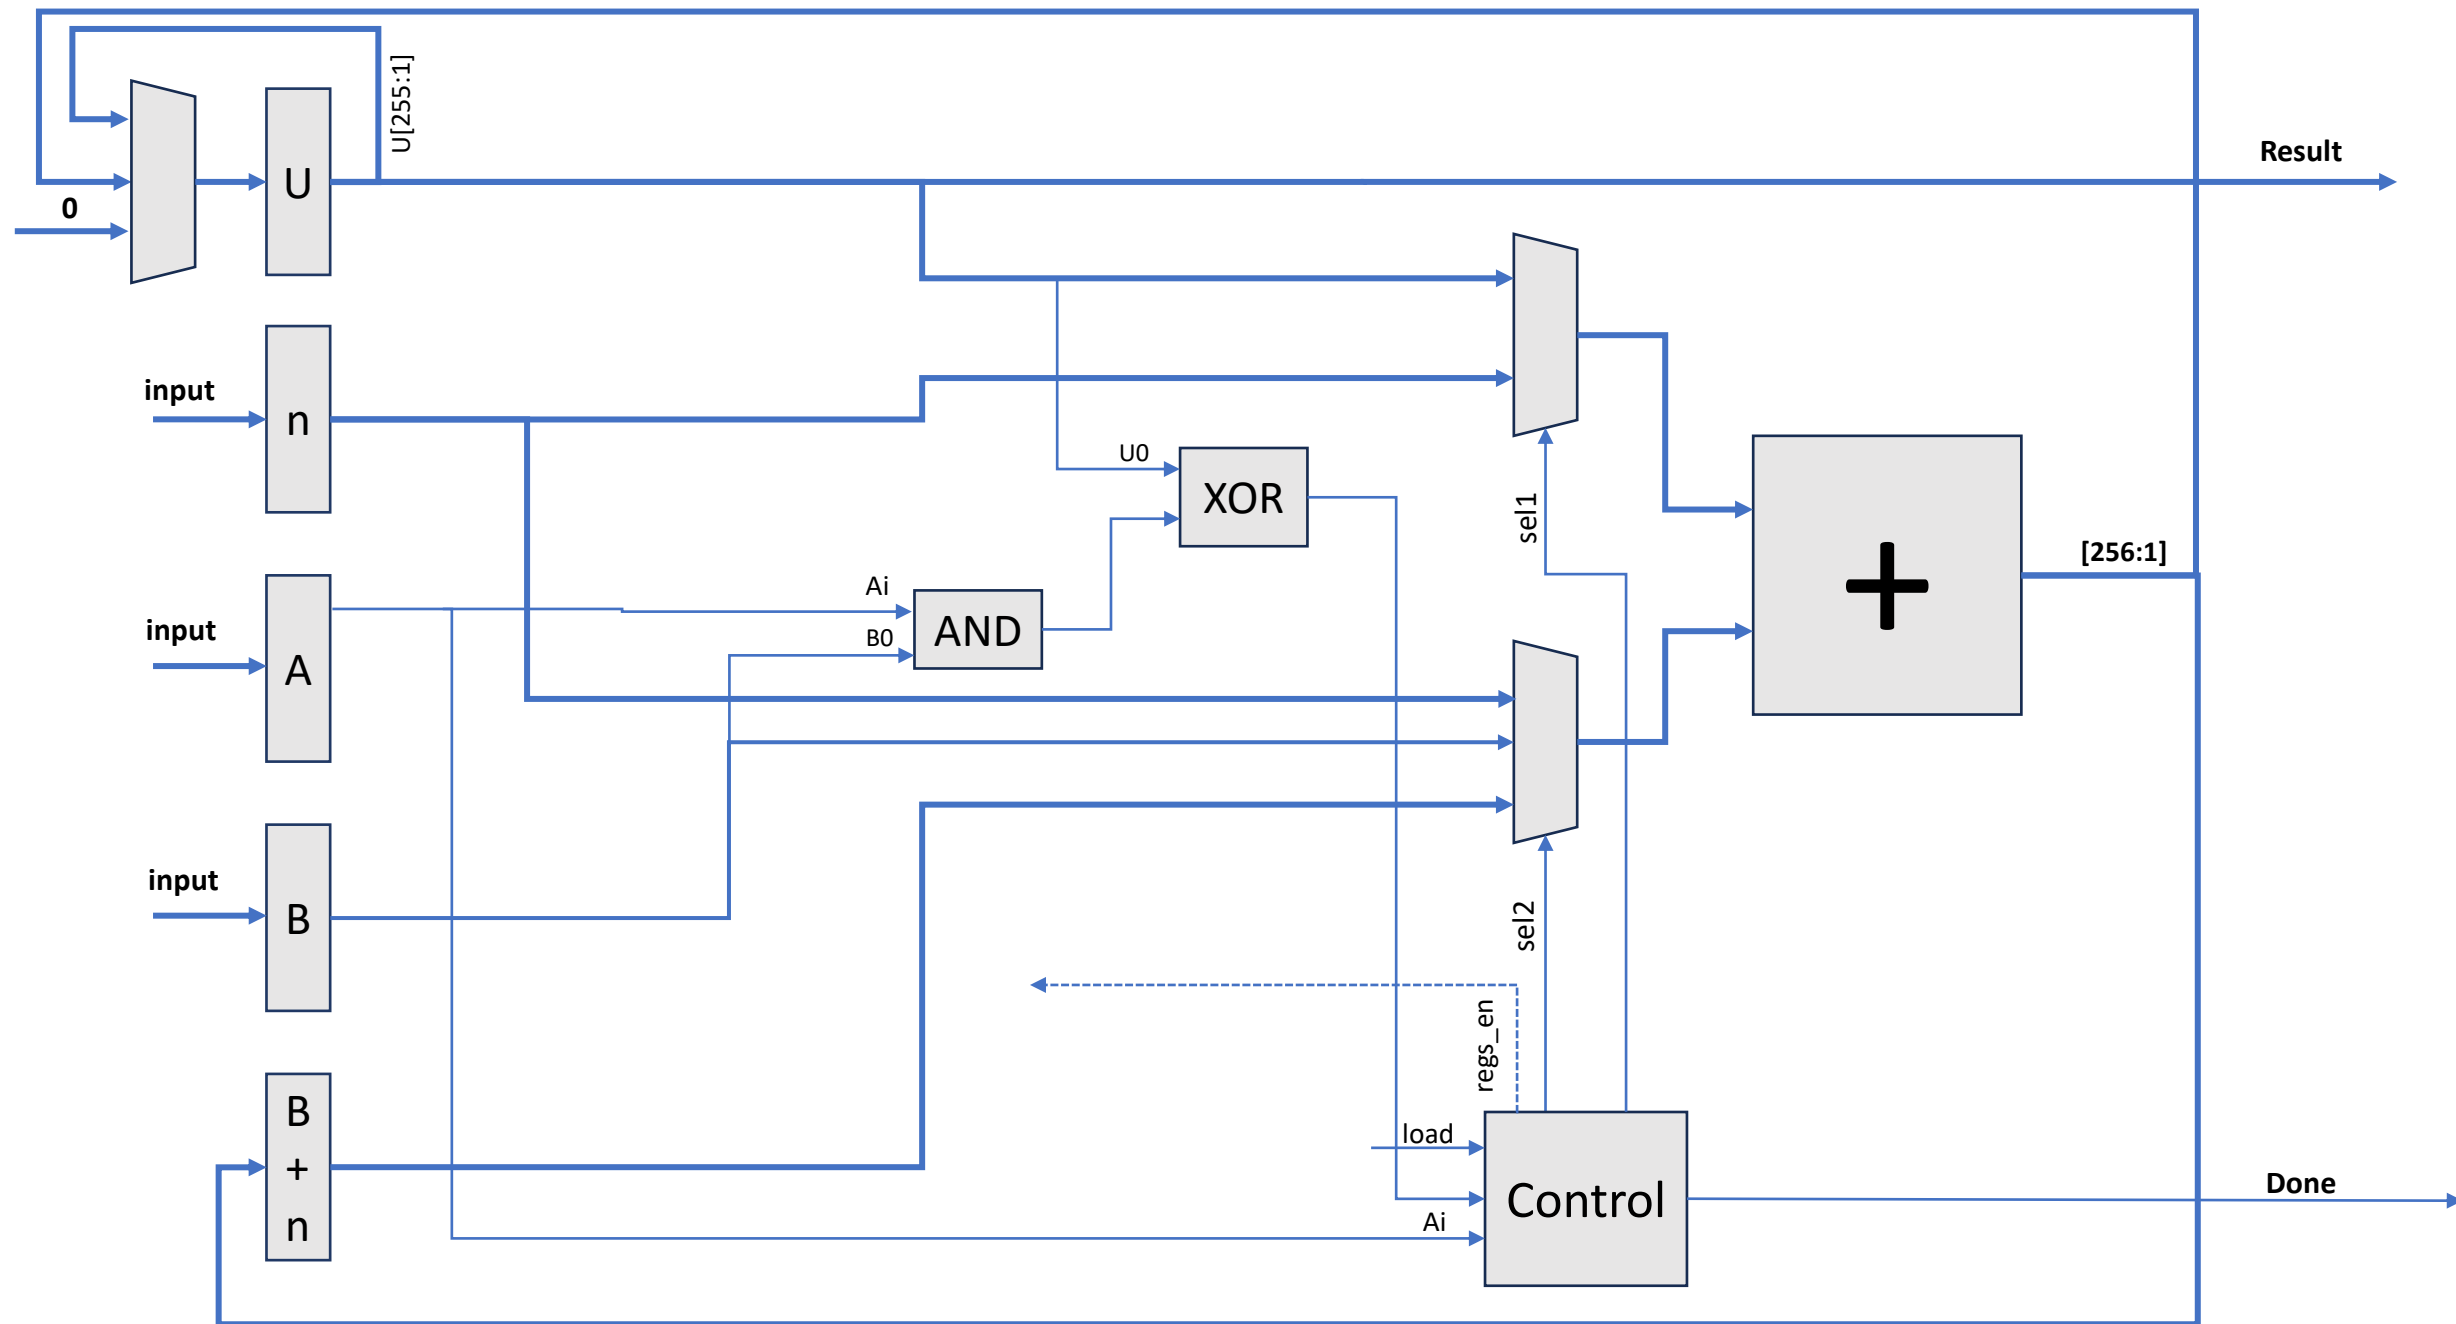 U[255:1]
Result
U
0
input
n
U0
XOR
sel1
[256:1]
+
Ai
input
A
B0
AND
input
B
sel2
regs_en
B
+
n
load
Control
Ai
Done